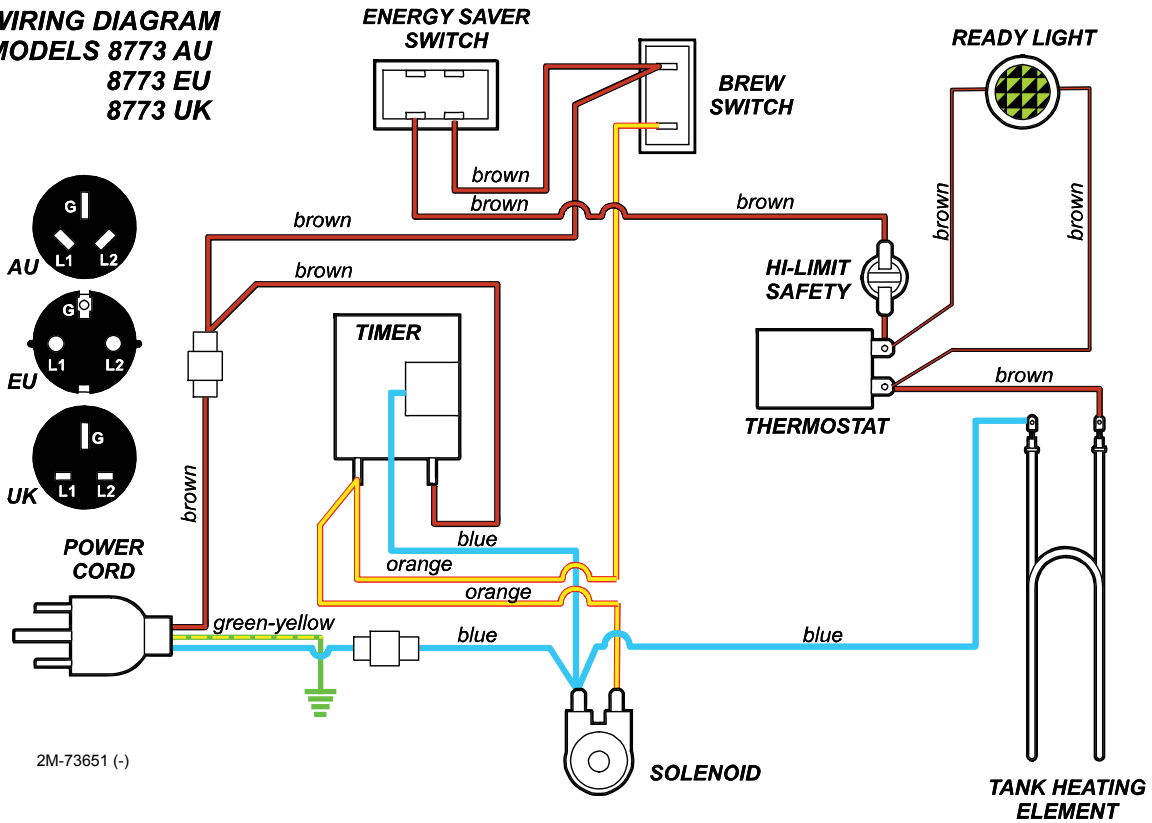 WIRING DIAGRAM
MODELS 8773 AU
8773 EU
8773 UK
ENERGY SAVER
SWITCH
BREW
SWITCH
READY LIGHT
brown
brown
brown
brown
brown
brown
brown
G
L1
L2
AU
HI-LIMIT
SAFETY
G
L1
L2
EU
TIMER
THERMOSTAT
brown
G
L1
L2
UK
brown
POWER
CORD
blue
orange
orange
green-yellow
blue
blue
2M-73651 (-)
SOLENOID
TANK HEATING
ELEMENT